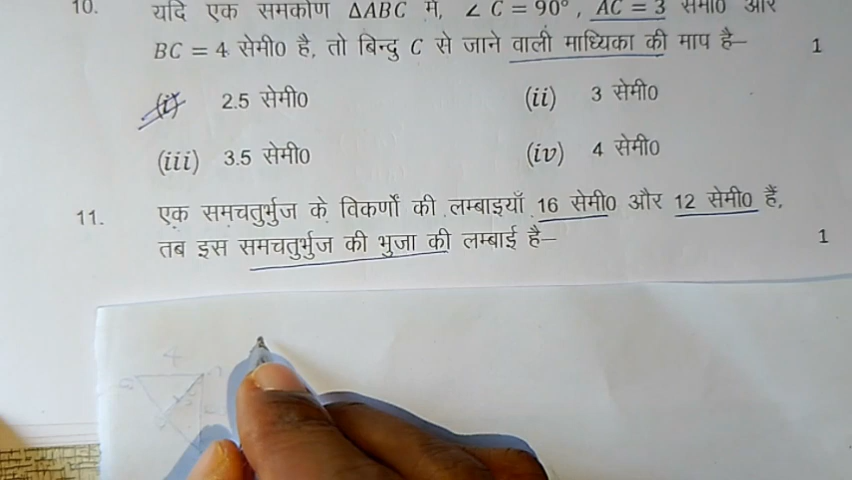 10. यदि एक समकोण ΔABC में, ∠C = 90°, AC = 3 सेमी0 और
BC = 4 सेमी0 है, तो बिन्दु C से जाने वाली माध्यिका की माप है– 1
(i) 2.5 सेमी0 (ii) 3 सेमी0
(iii) 3.5 सेमी0 (iv) 4 सेमी0
11. एक समचतुर्भुज के विकर्णों की लम्बाइयाँ 16 सेमी0 और 12 सेमी0 हैं,
तब इस समचतुर्भुज की भुजा की लम्बाई है– 1
4